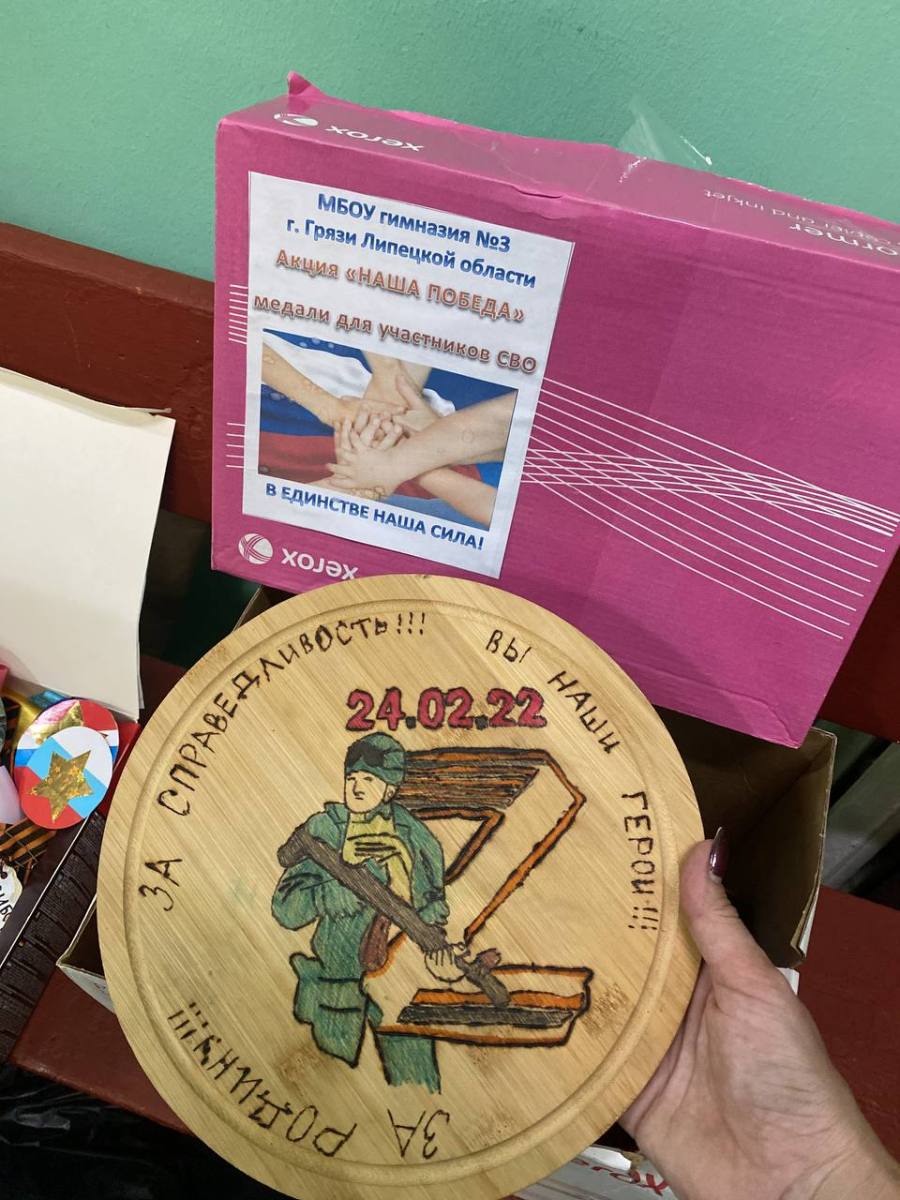 xerox
МБОУ гимназия №3
г. Грязи Липецкой области
Акция «НАША ПОБЕДА»
медали для участников СВО
В ЕДИНСТВЕ НАША СИЛА!
xerox
ЗА СПРАВЕДЛИВОСТЬ!!! ВЫ НАШИ ГЕРОИ!!!
24.02.22
Z
ЗА РОДИНУ!!!